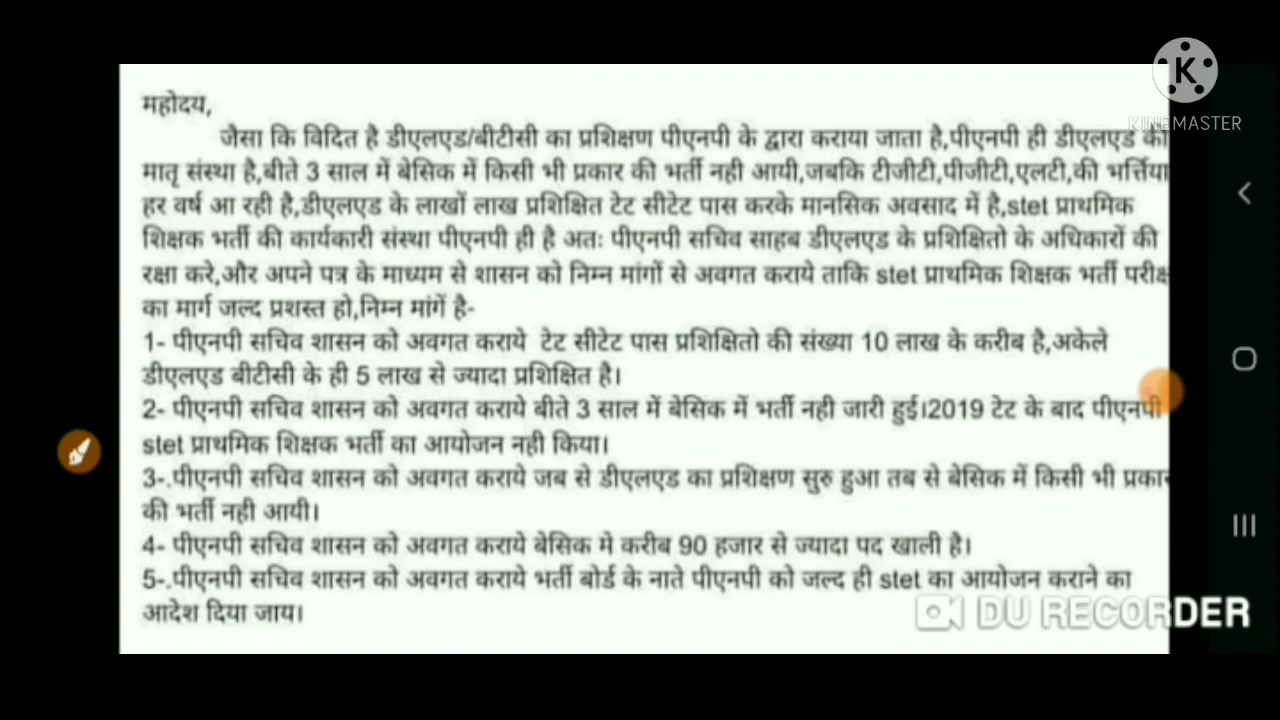 महोदय,
जैसा कि विदित है डीएलएड/बीटीसी का प्रशिक्षण पीएनपी के द्वारा कराया जाता है,पीएनपी ही डीएलएड की
मातृ संस्था है,बीते 3 साल में बेसिक में किसी भी प्रकार की भर्ती नही आयी,जबकि टीजीटी,पीजीटी,एलटी,की भर्त्तिया
हर वर्ष आ रही है,डीएलएड के लाखों लाख प्रशिक्षित टेट सीटेट पास करके मानसिक अवसाद में है,stet प्राथमिक
शिक्षक भर्ती की कार्यकारी संस्था पीएनपी ही है अतः पीएनपी सचिव साहब डीएलएड के प्रशिक्षितो के अधिकारों की
रक्षा करे,और अपने पत्र के माध्यम से शासन को निम्न मांगों से अवगत कराये ताकि stet प्राथमिक शिक्षक भर्ती परीक्ष
का मार्ग जल्द प्रशस्त हो,निम्न मांगें है-
1- पीएनपी सचिव शासन को अवगत कराये टेट सीटेट पास प्रशिक्षितो की संख्या 10 लाख के करीब है,अकेले
डीएलएड बीटीसी के ही 5 लाख से ज्यादा प्रशिक्षित है।
2- पीएनपी सचिव शासन को अवगत कराये बीते 3 साल में बेसिक में भर्ती नही जारी हुई।2019 टेट के बाद पीएनपी
stet प्राथमिक शिक्षक भर्ती का आयोजन नही किया।
3-.पीएनपी सचिव शासन को अवगत कराये जब से डीएलएड का प्रशिक्षण सुरु हुआ तब से बेसिक में किसी भी प्रकार
की भर्ती नही आयी।
4- पीएनपी सचिव शासन को अवगत कराये बेसिक मे करीब 90 हजार से ज्यादा पद खाली है।
5-.पीएनपी सचिव शासन को अवगत कराये भर्ती बोर्ड के नाते पीएनपी को जल्द ही stet का आयोजन कराने का
आदेश दिया जाय।
K
KINEMASTER
DU RECORDER